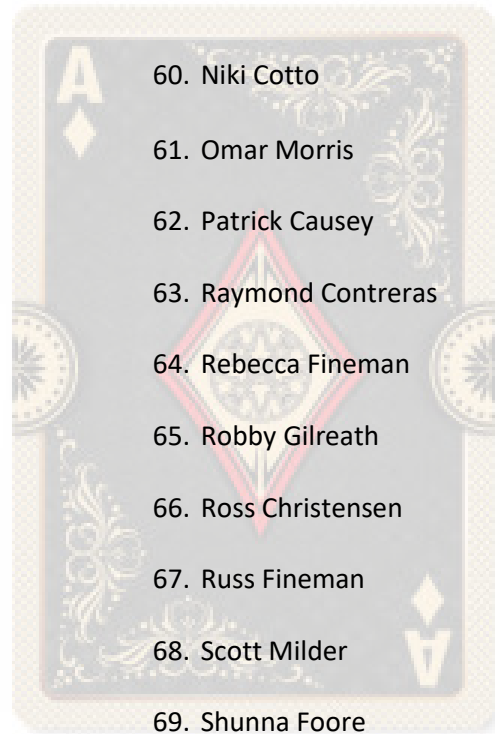 A
60. Niki Cotto
61. Omar Morris
62. Patrick Causey
63. Raymond Contreras
64. Rebecca Fineman
65. Robby Gilreath
66. Ross Christensen
67. Russ Fineman
68. Scott Milder
A
69. Shunna Foore